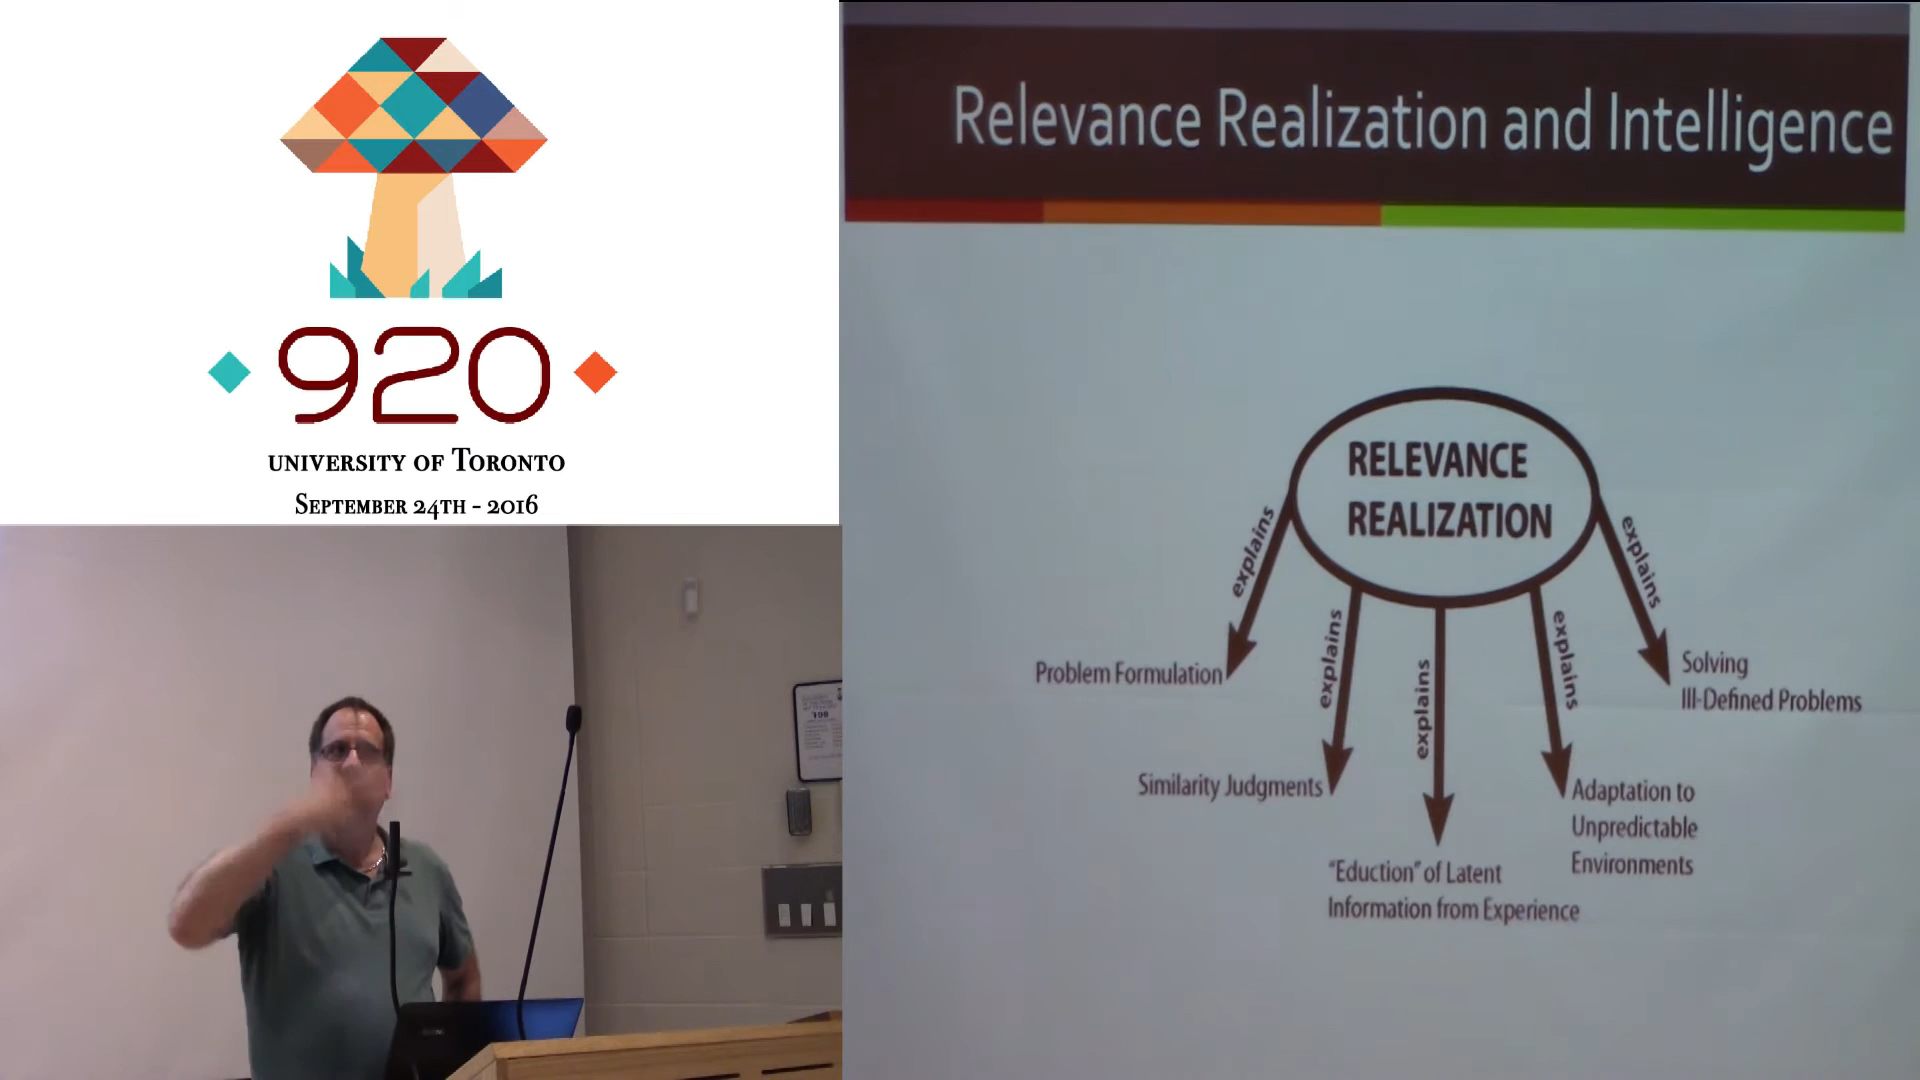 920
UNIVERSITY OF TORONTO
SEPTEMBER 24TH - 2016
Relevance Realization and Intelligence
RELEVANCE
REALIZATION
explains
explains
explains
explains
explains
Problem Formulation
Similarity Judgments
"Eduction" of Latent
Information from Experience
Adaptation to
Unpredictable
Environments
Solving
Ill-Defined Problems